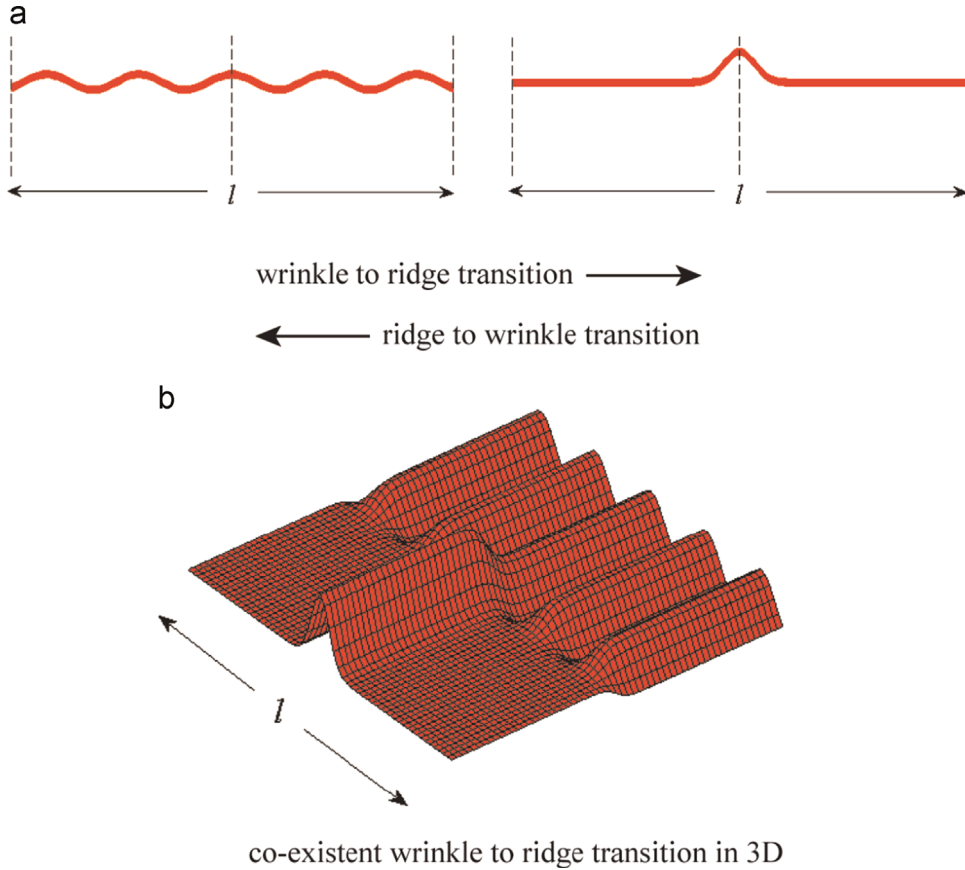 a
l
l
wrinkle to ridge transition
ridge to wrinkle transition
b
l
co-existent wrinkle to ridge transition in 3D